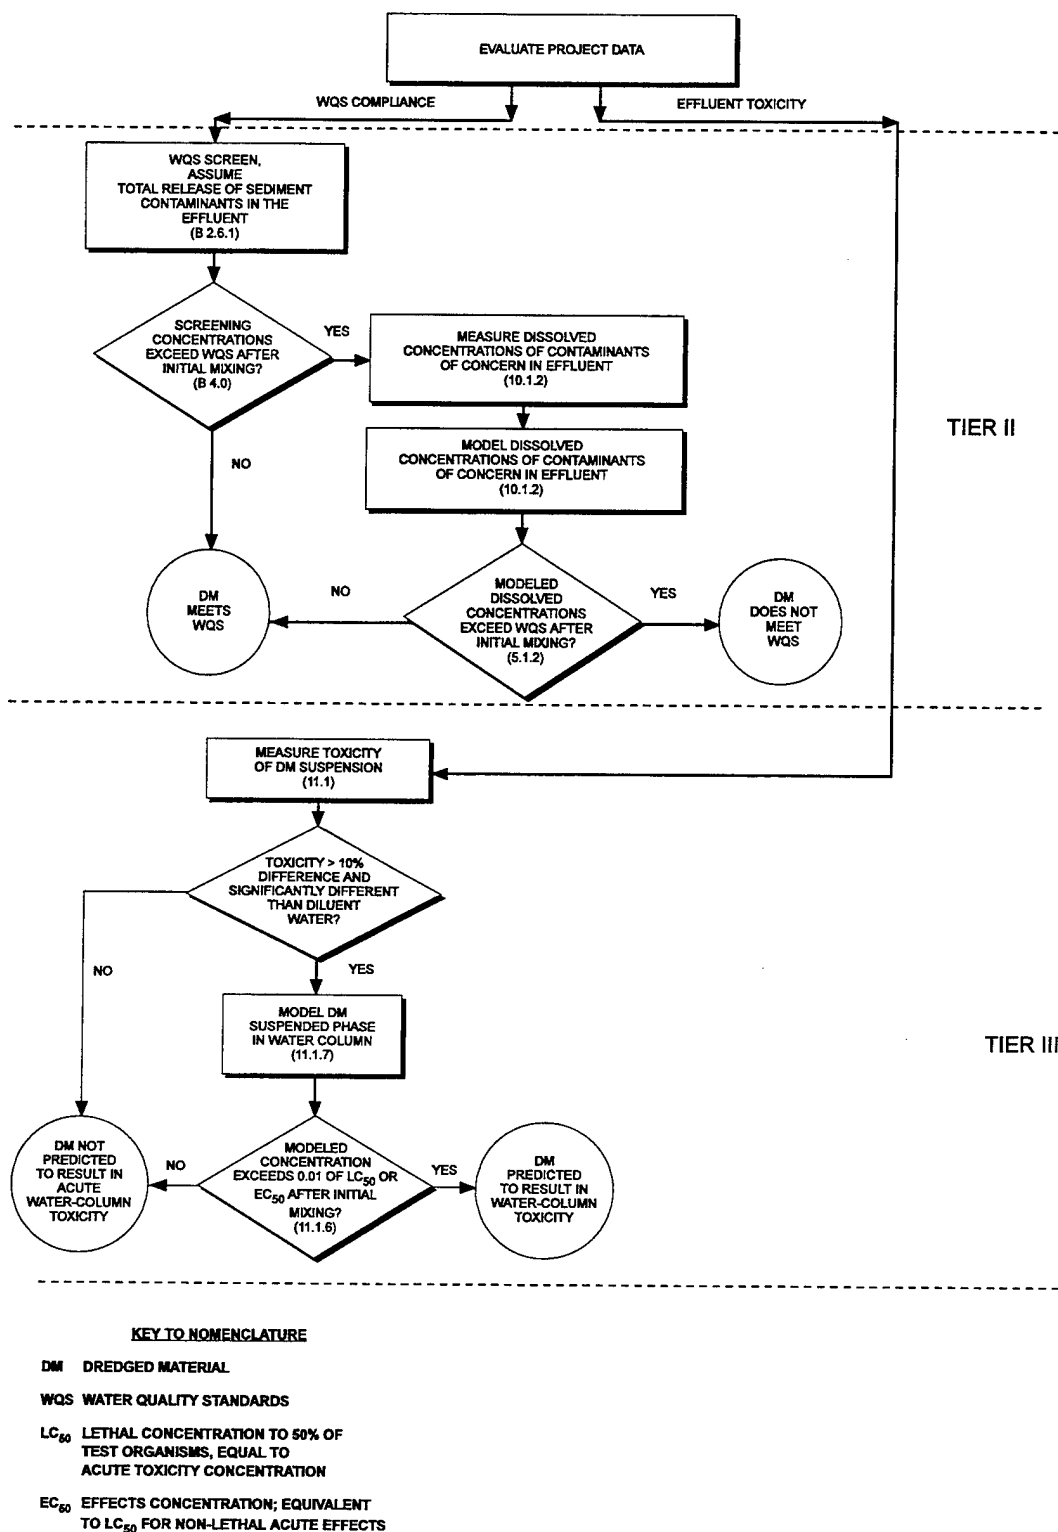 EVALUATE PROJECT DATA
WQS COMPLIANCE
EFFLUENT TOXICITY
WQS SCREEN,
ASSUME
TOTAL RELEASE OF SEDIMENT
CONTAMINANTS IN THE
EFFLUENT
(B 2.6.1)
SCREENING
CONCENTRATIONS
EXCEED WQS AFTER
INITIAL MIXING?
(B 4.0)
YES
MEASURE DISSOLVED
CONCENTRATIONS OF CONTAMINANTS
OF CONCERN IN EFFLUENT
(10.1.2)
TIER II
NO
MODEL DISSOLVED
CONCENTRATIONS OF CONTAMINANTS
OF CONCERN IN EFFLUENT
(10.1.2)
DM
MEETS
WQS
NO
MODELED
DISSOLVED
CONCENTRATIONS
EXCEED WQS AFTER
INITIAL MIXING?
(5.1.2)
YES
DM
DOES NOT
MEET
WQS
MEASURE TOXICITY
OF DM SUSPENSION
(11.1)
TOXICITY > 10%
DIFFERENCE AND
SIGNIFICANTLY DIFFERENT
THAN DILUENT
WATER?
NO
YES
MODEL DM
SUSPENDED PHASE
IN WATER COLUMN
(11.1.7)
TIER III
DM NOT
PREDICTED
TO RESULT IN
ACUTE
WATER-COLUMN
TOXICITY
NO
MODELED
CONCENTRATION
EXCEEDS 0.01 OF LC50 OR
EC50 AFTER INITIAL
MIXING?
(11.1.6)
YES
DM
PREDICTED
TO RESULT IN
WATER-COLUMN
TOXICITY
KEY TO NOMENCLATURE
DM DREDGED MATERIAL
WQS WATER QUALITY STANDARDS
LC50 LETHAL CONCENTRATION TO 50% OF
TEST ORGANISMS, EQUAL TO
ACUTE TOXICITY CONCENTRATION
EC50 EFFECTS CONCENTRATION; EQUIVALENT
TO LC50 FOR NON-LETHAL ACUTE EFFECTS